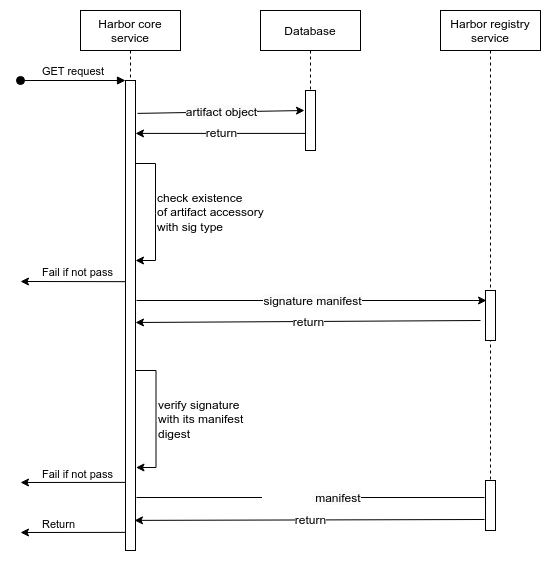 Harbor core
service
Database
Harbor registry
service
GET request
artifact object
return
check existence
of artifact accessory
with sig type
Fail if not pass
signature manifest
return
verify signature
with its manifest
digest
Fail if not pass
manifest
return
Return